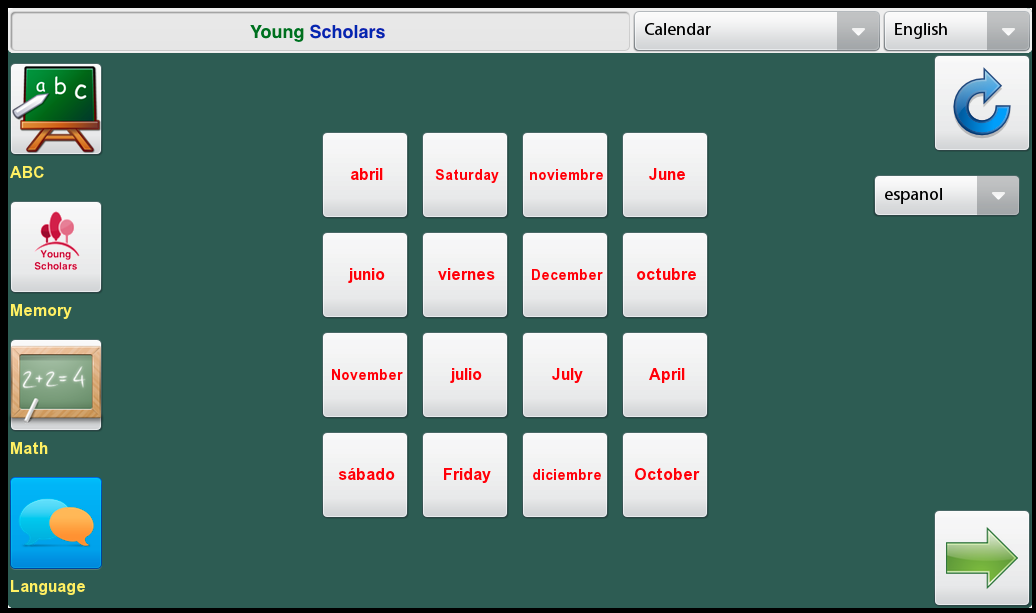 Young Scholars
Calendar
English
a b c
ABC
espanol
abril
Saturday
noviembre
June
Young
Scholars
Memory
junio
viernes
December
octubre
2+2=4
Math
November
julio
July
April
sábado
Friday
diciembre
October
Language